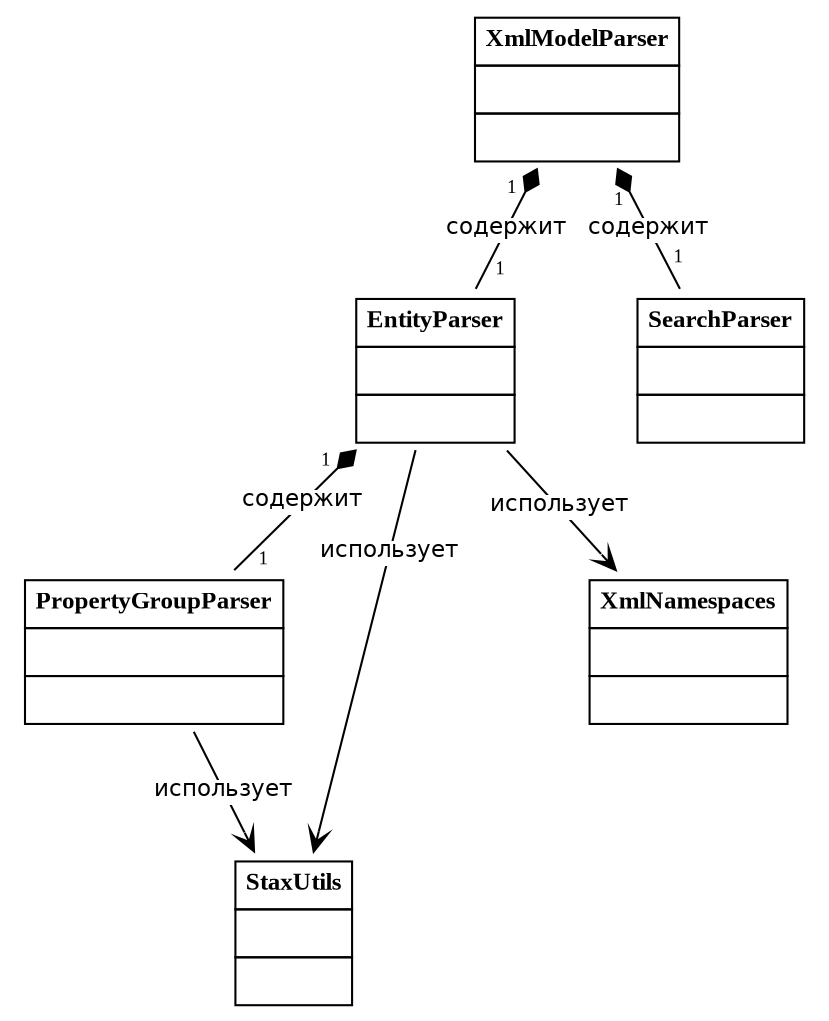 XmlModelParser
1
1
содержит
содержит
1
1
EntityParser
SearchParser
1
содержит
использует
использует
1
PropertyGroupParser
XmlNamespaces
использует
StaxUtils